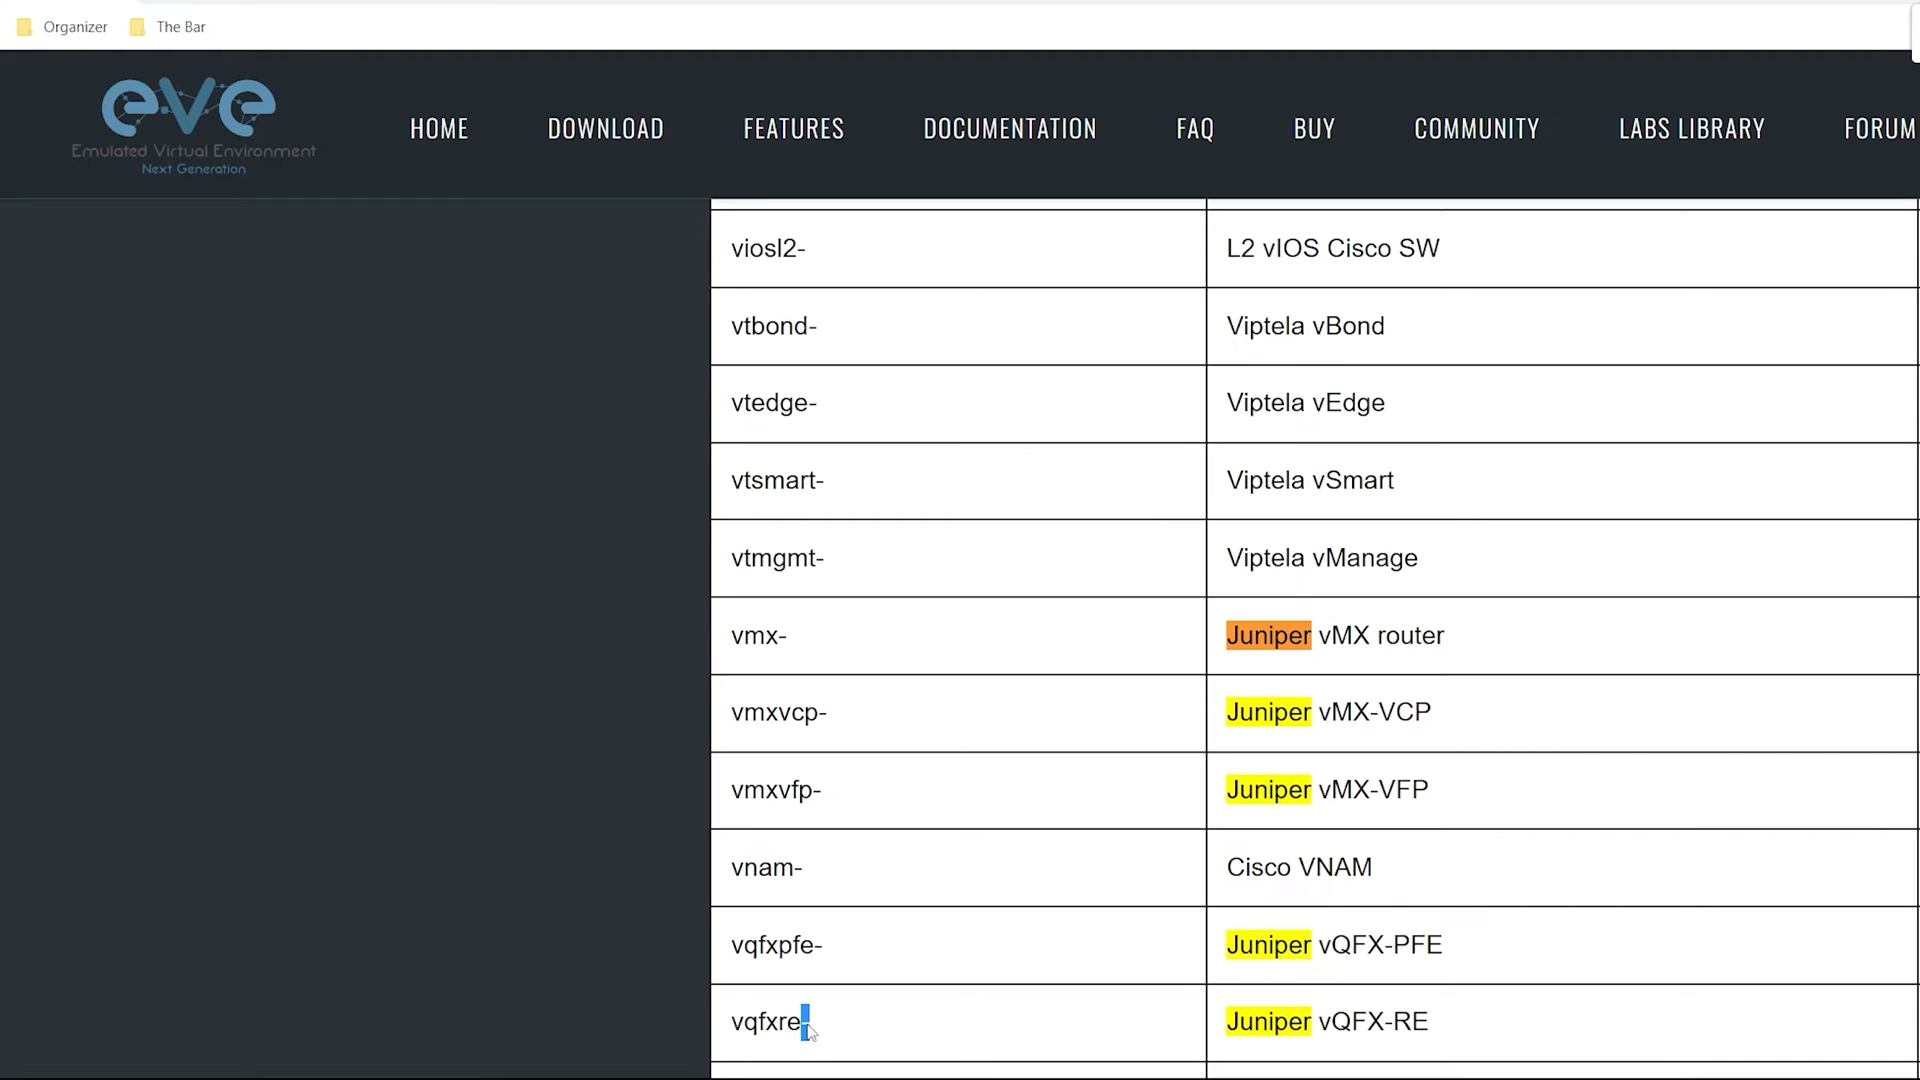 Organizer The Bar
eve
Emulated Virtual Environment
Next Generation
HOME DOWNLOAD FEATURES DOCUMENTATION FAQ BUY COMMUNITY LABS LIBRARY FORUM
viosl2- L2 vIOS Cisco SW
vtbond- Viptela vBond
vtedge- Viptela vEdge
vtsmart- Viptela vSmart
vtmgmt- Viptela vManage
vmx- Juniper vMX router
vmxvcp- Juniper vMX-VCP
vmxvfp- Juniper vMX-VFP
vnam- Cisco VNAM
vqfxpfe- Juniper vQFX-PFE
vqfxre- Juniper vQFX-RE